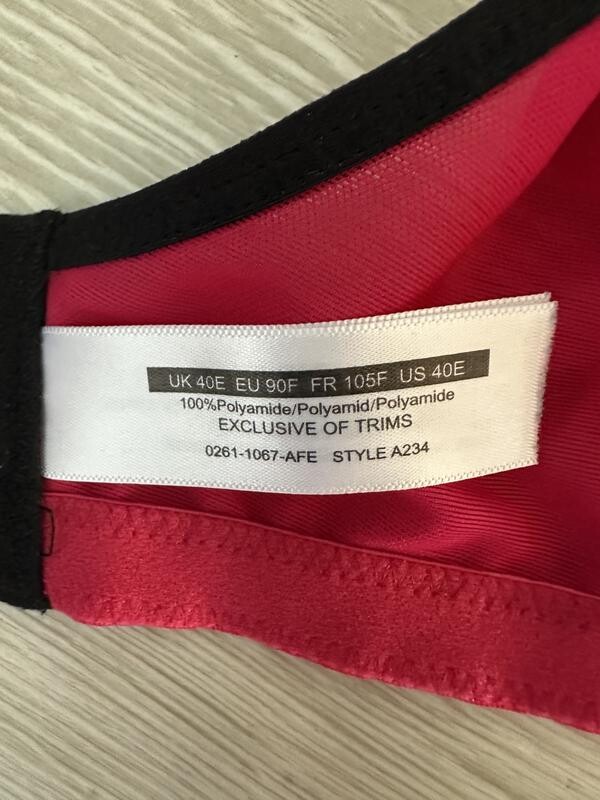 UK 40E EU 90F FR 105F US 40E
100%Polyamide/Polyamid/Polyamide
EXCLUSIVE OF TRIMS
0261-1067-AFE STYLE A234